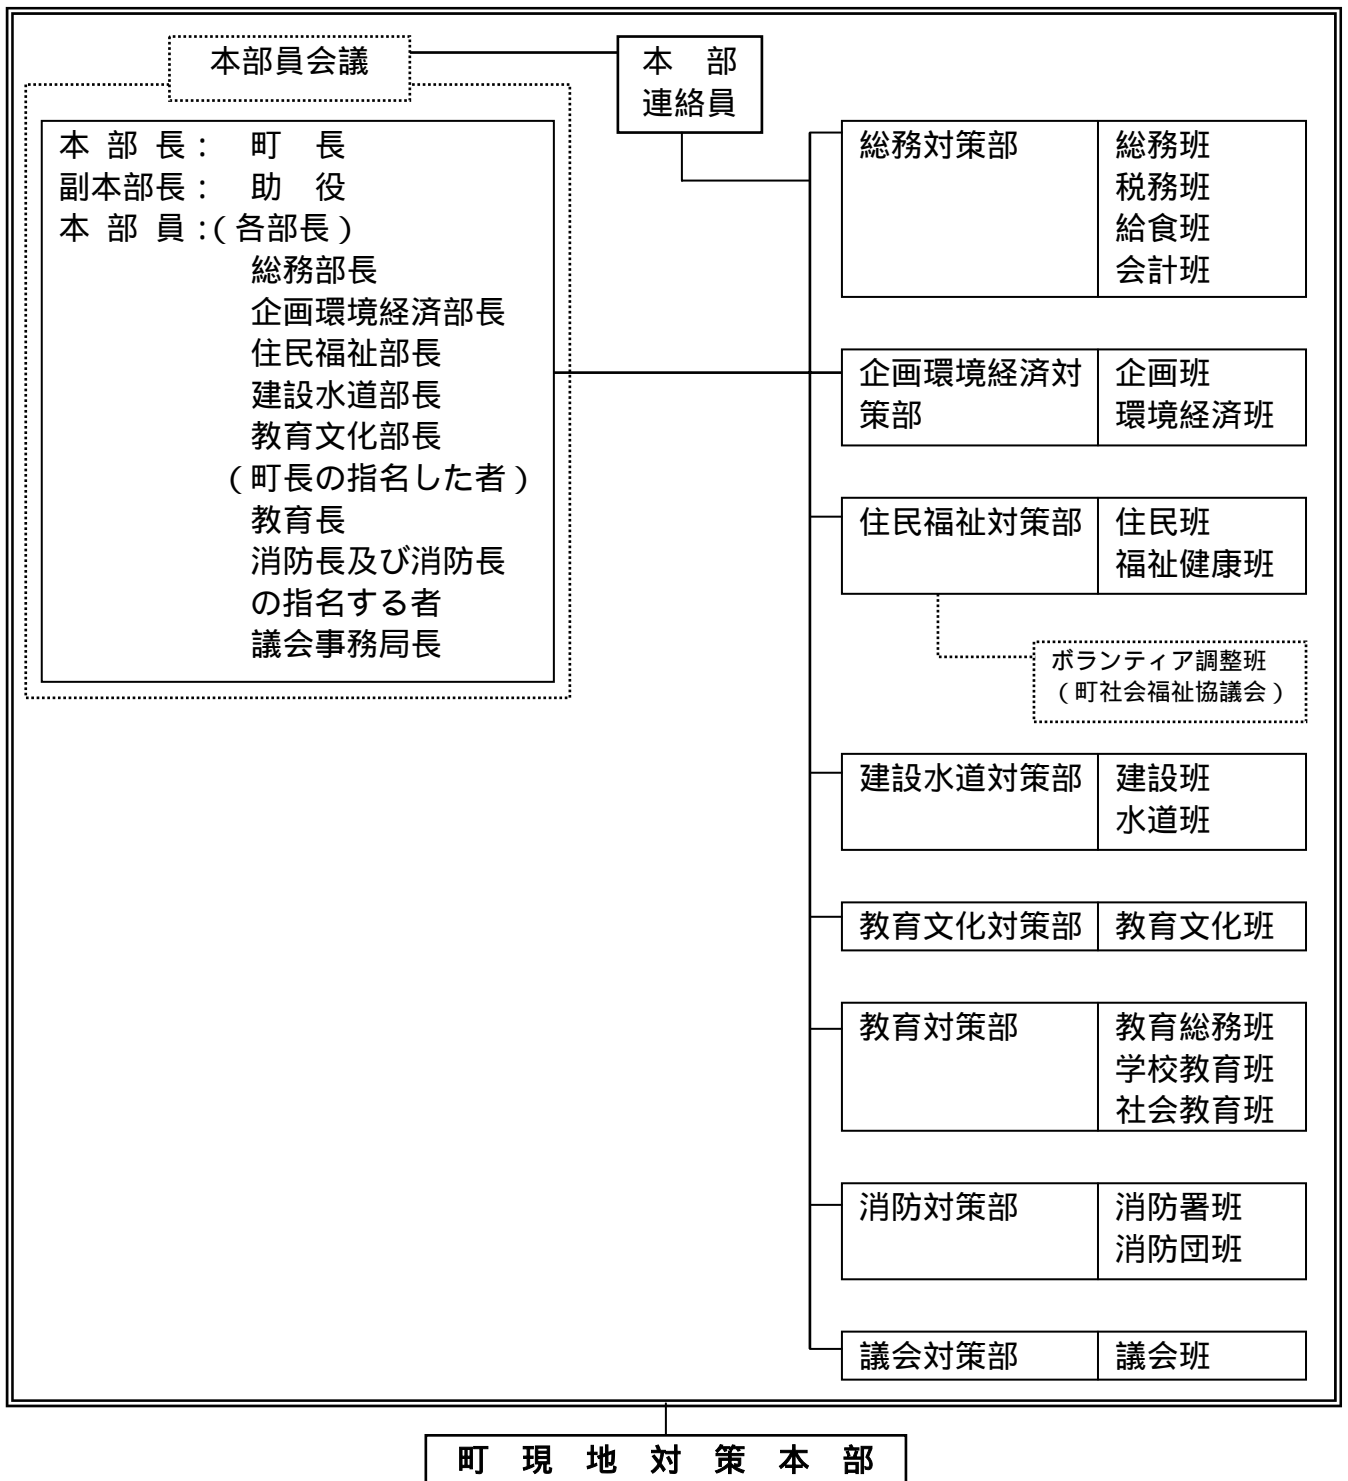 本部員会議
本　部
連絡員
本 部 長：　町　長
副本部長：　助　役
本 部 員：（各部長）
総務部長
企画環境経済部長
住民福祉部長
建設水道部長
教育文化部長
（町長の指名した者）
教育長
消防長及び消防長
の指名する者
議会事務局長
総務対策部
総務班
税務班
給食班
会計班
企画環境経済対
策部
企画班
環境経済班
住民福祉対策部
住民班
福祉健康班
ボランティア調整班
（町社会福祉協議会）
建設水道対策部
建設班
水道班
教育文化対策部
教育文化班
教育対策部
教育総務班
学校教育班
社会教育班
消防対策部
消防署班
消防団班
議会対策部
議会班
町　現　地　対　策　本　部